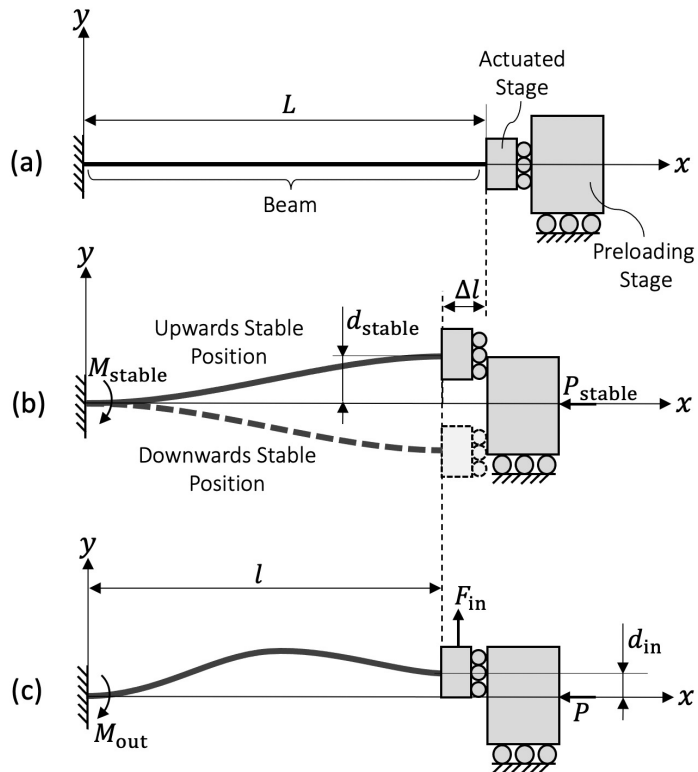 y
Actuated
Stage
L
(a)
x
Beam
Preloading
Stage
y
Δl
Upwards Stable
Position
d_stable
M_stable
P_stable
(b)
x
Downwards Stable
Position
y
l
F_in
d_in
(c)
x
P
M_out